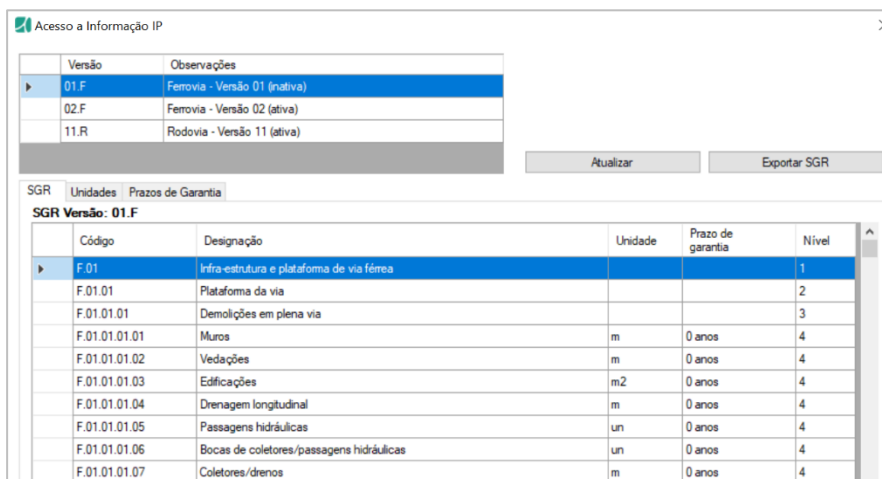 Acesso a Informação IP
Versão Observações
01.F Ferrovia - Versão 01 (inativa)
02.F Ferrovia - Versão 02 (ativa)
11.R Rodovia - Versão 11 (ativa)
Atualizar Exportar SGR
SGR Unidades Prazos de Garantia
SGR Versão: 01.F
Código Designação Unidade Prazo de garantia Nível
F.01 Infra-estrutura e plataforma de via férrea 1
F.01.01 Plataforma da via 2
F.01.01.01 Demolições em plena via 3
F.01.01.01.01 Muros m 0 anos 4
F.01.01.01.02 Vedações m 0 anos 4
F.01.01.01.03 Edificações m2 0 anos 4
F.01.01.01.04 Drenagem longitudinal m 0 anos 4
F.01.01.01.05 Passagens hidráulicas un 0 anos 4
F.01.01.01.06 Bocas de coletores/passagens hidráulicas un 0 anos 4
F.01.01.01.07 Coletores/drenos m 0 anos 4